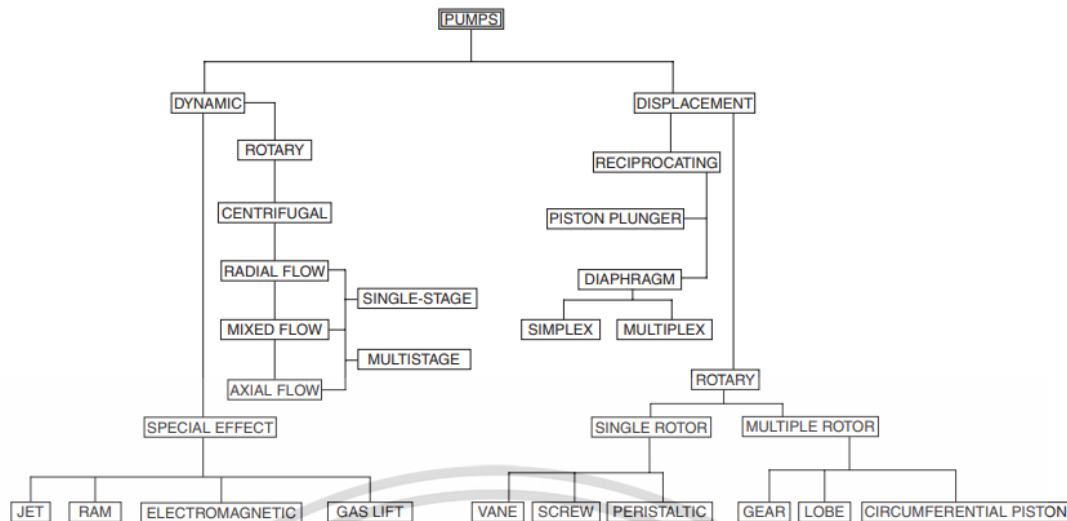 PUMPS
DYNAMIC
DISPLACEMENT
ROTARY
RECIPROCATING
CENTRIFUGAL
PISTON PLUNGER
RADIAL FLOW
DIAPHRAGM
SINGLE-STAGE
MIXED FLOW
SIMPLEX
MULTIPLEX
MULTISTAGE
AXIAL FLOW
ROTARY
SPECIAL EFFECT
SINGLE ROTOR
MULTIPLE ROTOR
JET
RAM
ELECTROMAGNETIC
GAS LIFT
VANE
SCREW
PERISTALTIC
GEAR
LOBE
CIRCUMFERENTIAL PISTON